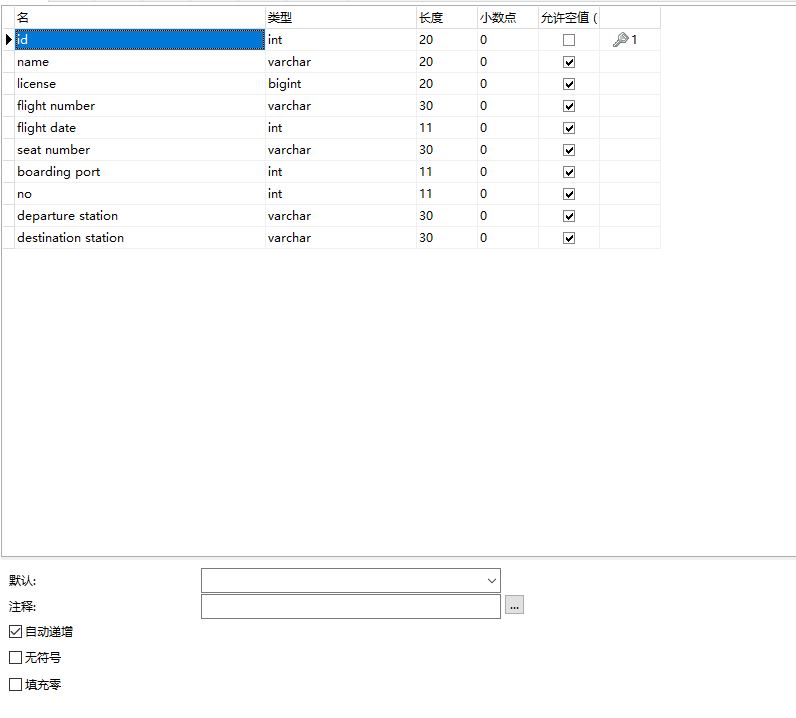 名 类型 长度 小数点 允许空值 (
id int 20 0 1
name varchar 20 0
license bigint 20 0
flight number varchar 30 0
flight date int 11 0
seat number varchar 30 0
boarding port int 11 0
no int 11 0
departure station varchar 30 0
destination station varchar 30 0
默认:
注释: ...
自动递增
无符号
填充零